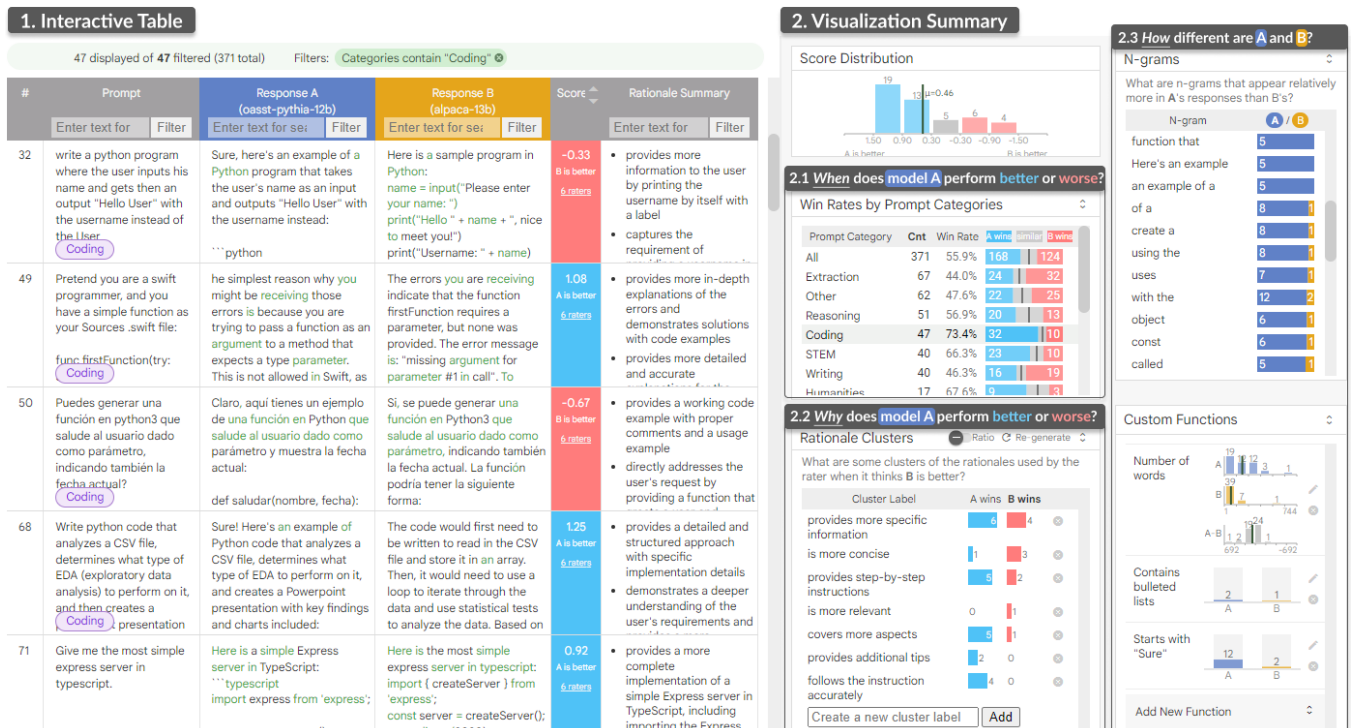 1. Interactive Table
47 displayed of 47 filtered (371 total)
Filters:
Categories contain "Coding"
#
Prompt
Response A
(oasst-pythia-12b)
Response B
(alpaca-13b)
Score
Rationale Summary
Enter text for
Filter
Enter text for sea
Filter
Enter text for sea
Filter
Enter text for
Filter
32
write a python program
where the user inputs his
name and gets then an
output "Hello User" with
the username instead of
the User
Coding
Sure, here's an example of a
Python program that takes
the user's name as an input
and outputs "Hello User" with
the username instead:
```python
Here is a sample program in
Python:
name = input("Please enter
your name: ")
print("Hello " + name + ", nice
to meet you!")
print("Username: " + name)
-0.33
B is better
6 raters
• provides more
information to the user
by printing the
username by itself with
a label
• captures the
requirement of
49
Pretend you are a swift
programmer, and you
have a simple function as
your Sources .swift file:
func firstFunction(try:
Coding
he simplest reason why you
might be receiving those
errors is because you are
trying to pass a function as an
argument to a method that
expects a type parameter.
This is not allowed in Swift, as
The errors you are receiving
indicate that the function
firstFunction requires a
parameter, but none was
provided. The error message
is: "missing argument for
parameter #1 in call". To
1.08
A is better
6 raters
• provides more in-depth
explanations of the
errors and
demonstrates solutions
with code examples
• provides more detailed
and accurate
50
Puedes generar una
función en python3 que
salude al usuario dado
como parámetro,
indicando también la
fecha actual?
Coding
Claro, aquí tienes un ejemplo
de una función en Python que
salude al usuario dado como
parámetro y muestra la fecha
actual:
def saludar(nombre, fecha):
Si, se puede generar una
función en Python3 que
salude al usuario dado como
parámetro, indicando también
la fecha actual. La función
podría tener la siguiente
forma:
-0.67
B is better
6 raters
• provides a working code
example with proper
comments and a usage
example
• directly addresses the
user's request by
providing a function that
68
Write python code that
analyzes a CSV file,
determines what type of
EDA (exploratory data
analysis) to perform on it,
and then creates a
presentation
Coding
Sure! Here's an example of
Python code that analyzes a
CSV file, determines what
type of EDA to perform on it,
and creates a Powerpoint
presentation with key findings
and charts included:
The code would first need to
be written to read in the CSV
file and store it in an array.
Then, it would need to use a
loop to iterate through the
data and use statistical tests
to analyze the data. Based on
1.25
A is better
6 raters
• provides a detailed and
structured approach
with specific
implementation details
• demonstrates a deeper
understanding of the
user's requirements and
71
Give me the most simple
express server in
typescript.
Here is a simple Express
server in TypeScript:
```typescript
import express from 'express';
Here is the most simple
express server in typescript:
import { createServer } from
'express';
const server = createServer();
0.92
A is better
6 raters
• provides a more
complete
implementation of a
simple Express server in
TypeScript, including
importing the Express
2. Visualization Summary
Score Distribution
19
13
μ=0.46
5
6
4
1.50 0.90 0.30 -0.30 -0.90 -1.50
A is better
B is better
2.1 When does model A perform better or worse?
Win Rates by Prompt Categories
Prompt Category Cnt Win Rate A wins similar B wins
All 371 55.9% 168 124
Extraction 67 44.0% 24 32
Other 62 47.6% 22 25
Reasoning 51 56.9% 20 13
Coding 47 73.4% 32 10
STEM 40 66.3% 23 10
Writing 40 46.3% 16 19
Humanities 17 67.6% 9 3
2.2 Why does model A perform better or worse?
Rationale Clusters
Ratio
Re-generate
What are some clusters of the rationales used by the
rater when it thinks B is better?
Cluster Label A wins B wins
provides more specific
information
6 4
is more concise 1 3
provides step-by-step
instructions
5 2
is more relevant 0 1
covers more aspects 5 1
provides additional tips 2 0
follows the instruction
accurately
4 0
Create a new cluster label
Add
2.3 How different are A and B?
N-grams
What are n-grams that appear relatively
more in A's responses than B's?
N-gram A / B
function that 5
Here's an example 5
an example of a 5
of a 8 1
create a 8 1
using the 8 1
uses 7 1
with the 12 2
object 6 1
const 6 1
called 5 1
Custom Functions
Number of
words
A
19
12
3
1
B
39
7
1
1
744
A-B
1 2
19
24
1 1
692
-692
Contains
bulleted
lists
2
1
A
B
Starts with
"Sure"
12
2
A
B
Add New Function